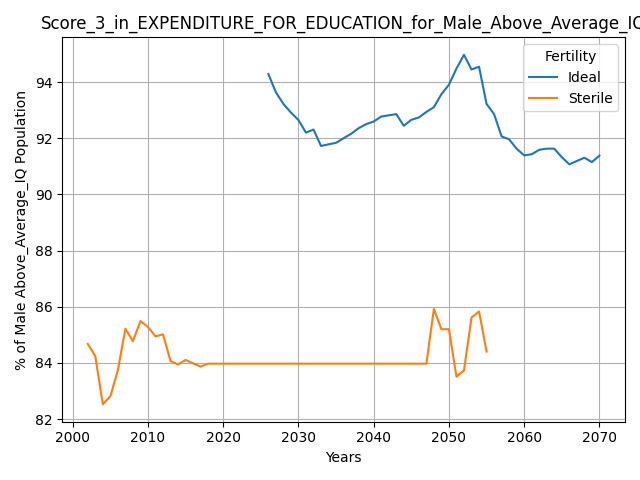 Score_3_in_EXPENDITURE_FOR_EDUCATION_for_Male_Above_Average_IQ
Fertility
Ideal
Sterile
% of Male Above_Average_IQ Population
94
92
90
88
86
84
82
2000 2010 2020 2030 2040 2050 2060 2070
Years